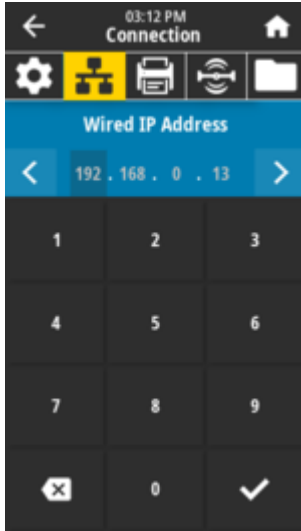 03:12 PM
Connection
Wired IP Address
192 . 168 . 0 . 13
1 2 3
4 5 6
7 8 9
0